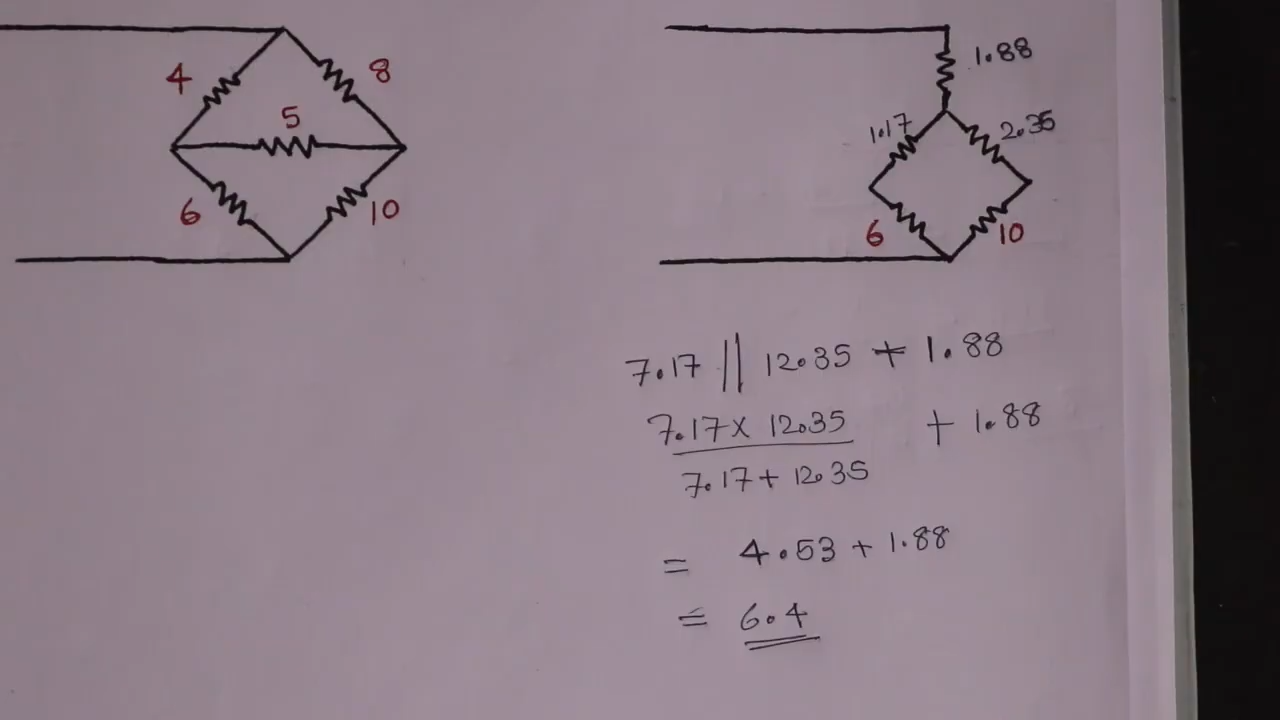 4
8
5
6
10
1.88
1.17
2.35
6
10
7.17 || 12.35 + 1.88
7.17 x 12.35 + 1.88
7.17 + 12.35
= 4.53 + 1.88
= 6.4